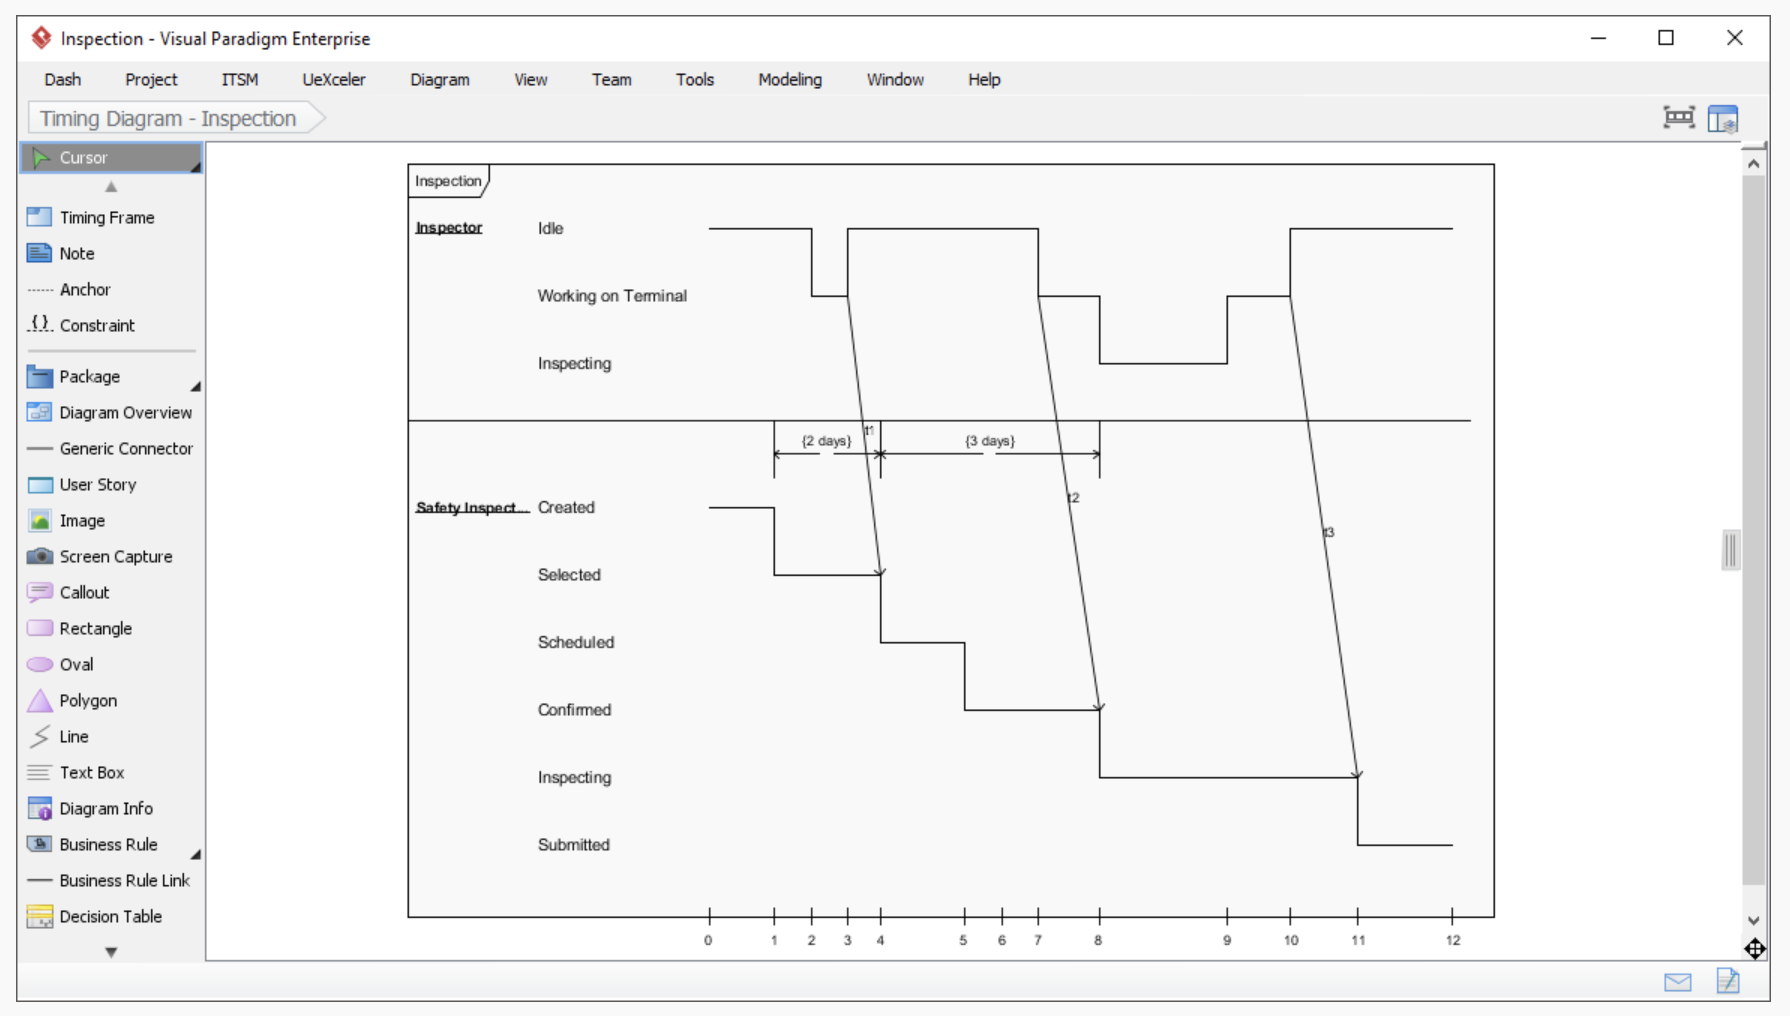 Inspection - Visual Paradigm Enterprise
Dash Project ITSM UeXceler Diagram View Team Tools Modeling Window Help
Timing Diagram - Inspection
Cursor
Timing Frame
Note
Anchor
{ } Constraint
Package
Diagram Overview
Generic Connector
User Story
Image
Screen Capture
Callout
Rectangle
Oval
Polygon
Line
Text Box
Diagram Info
Business Rule
Business Rule Link
Decision Table
Inspection
Inspector Idle
Working on Terminal
Inspecting
t1
{2 days} {3 days}
t2
Safety Inspect... Created
t3
Selected
Scheduled
Confirmed
Inspecting
Submitted
0 1 2 3 4 5 6 7 8 9 10 11 12